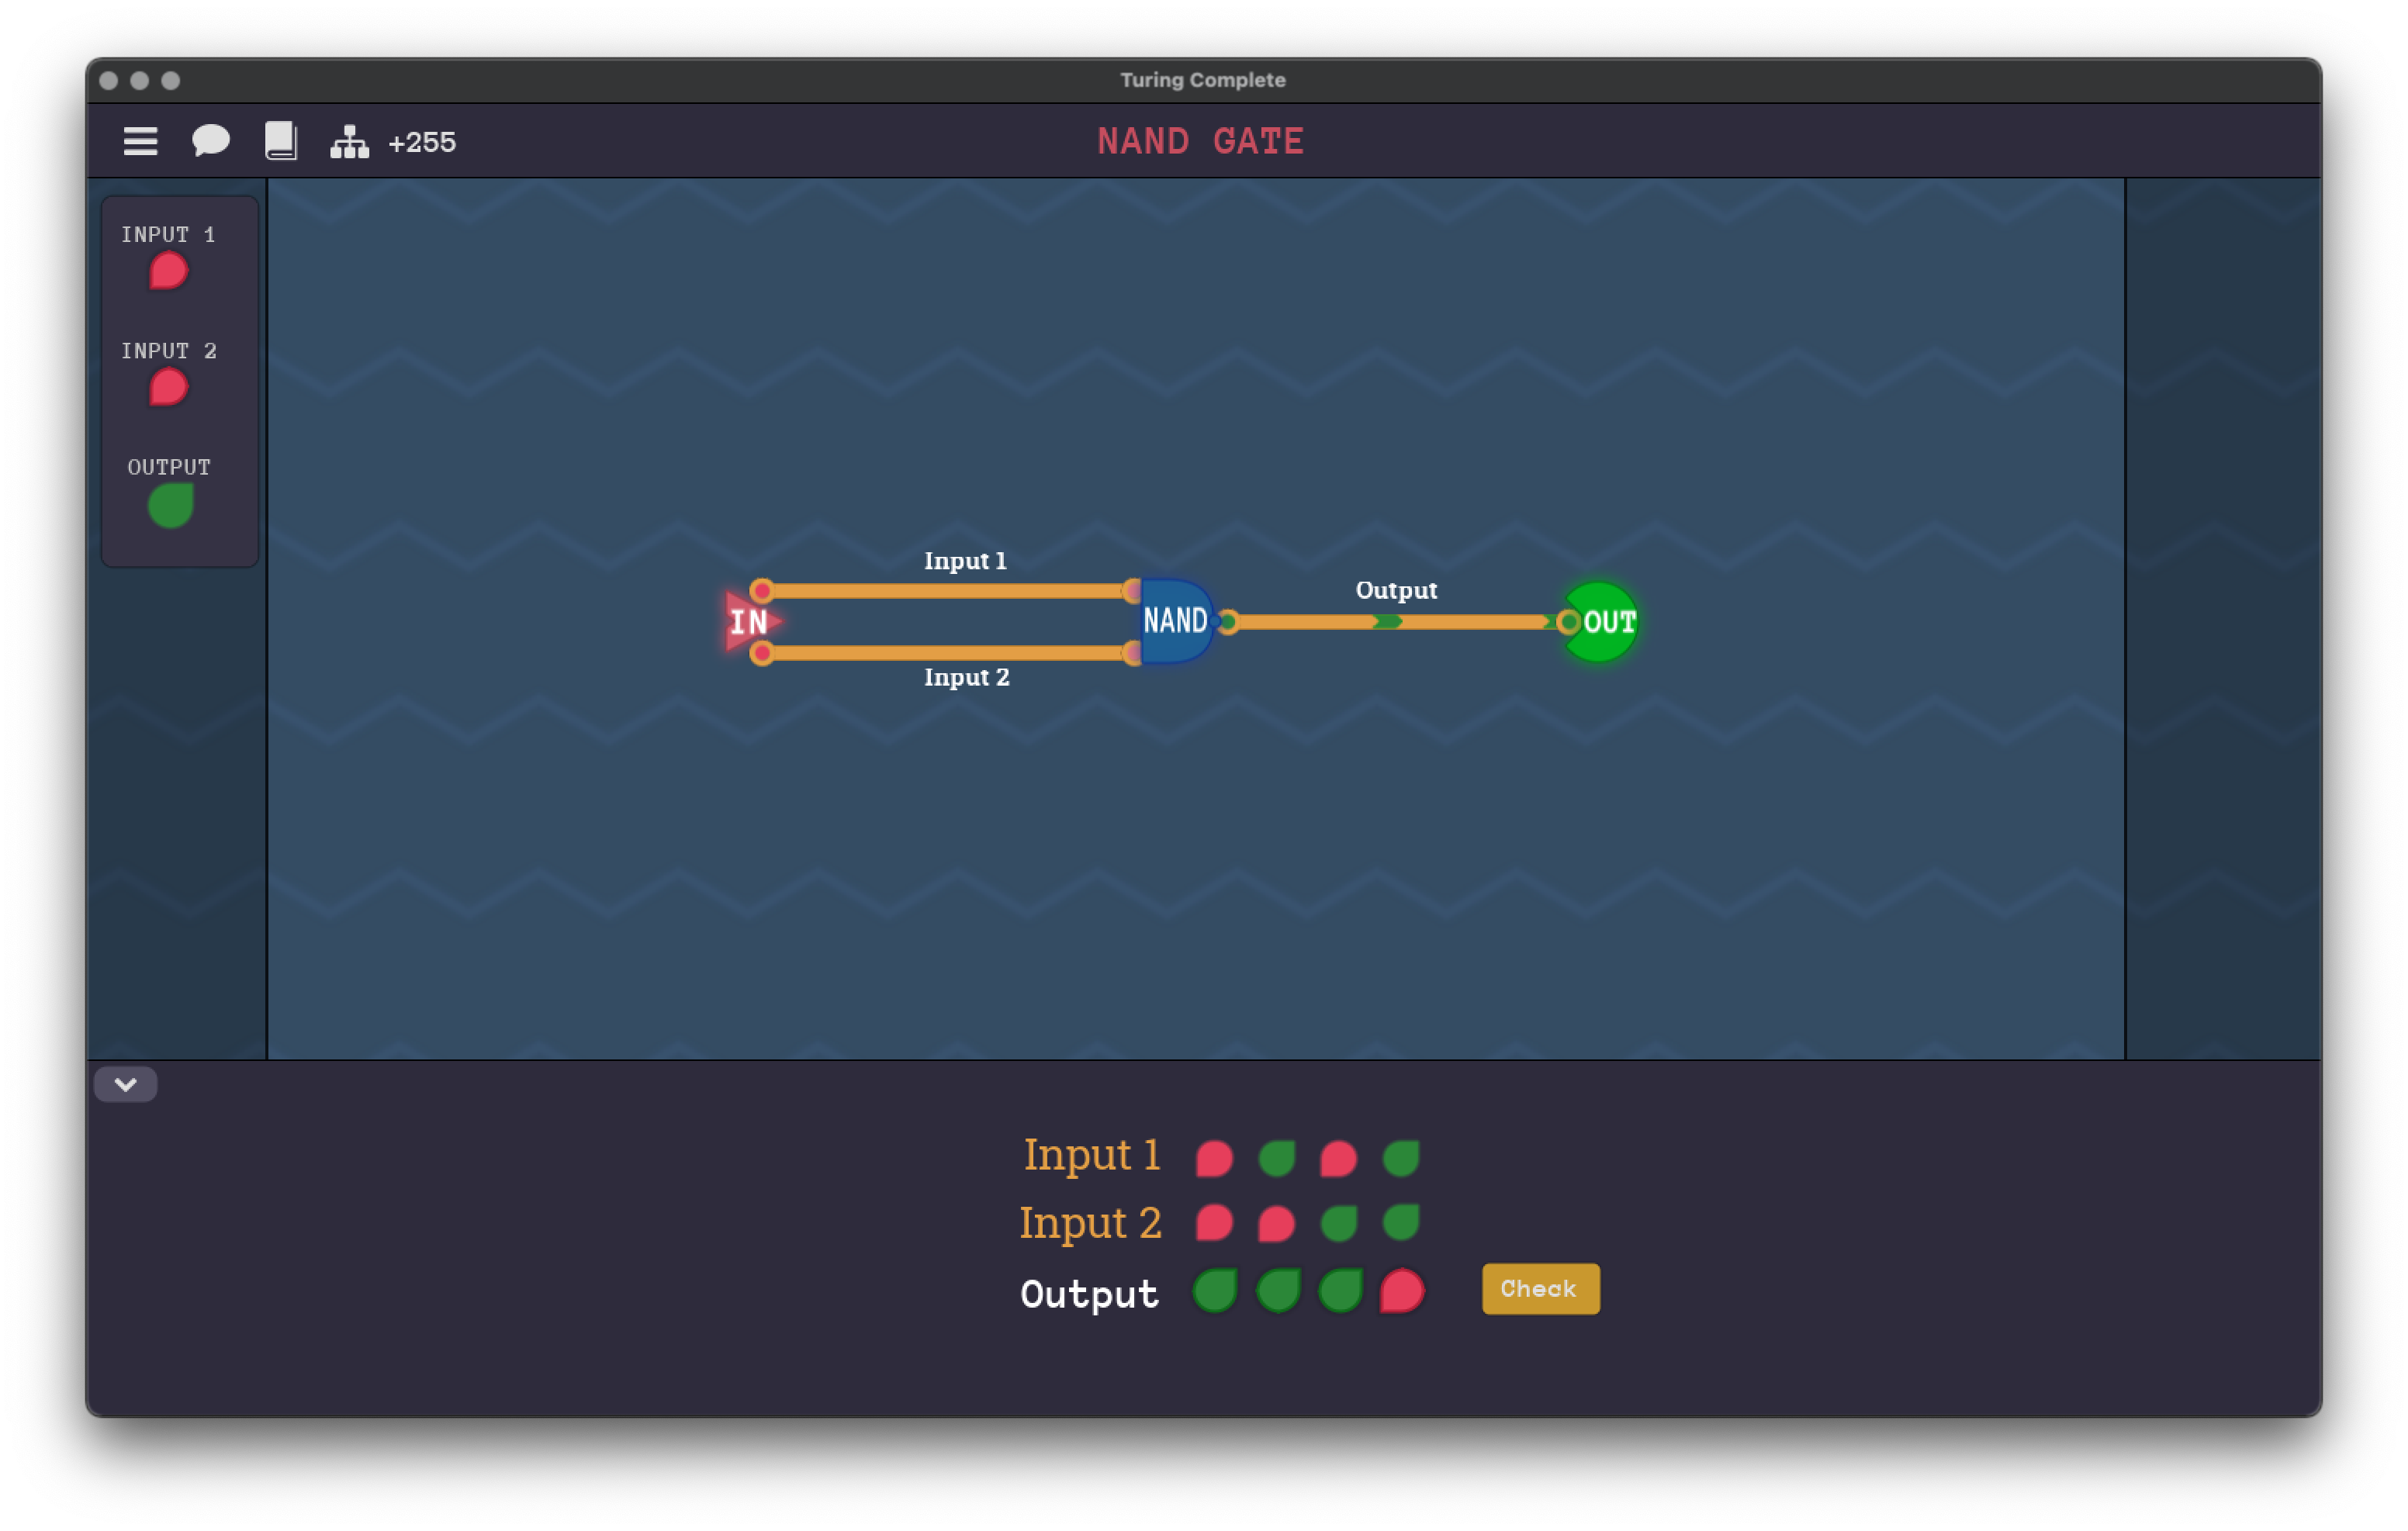 Turing Complete
+255
NAND GATE
INPUT 1
INPUT 2
OUTPUT
Input 1
IN
NAND
Output
OUT
Input 2
Input 1
Input 2
Output
Check